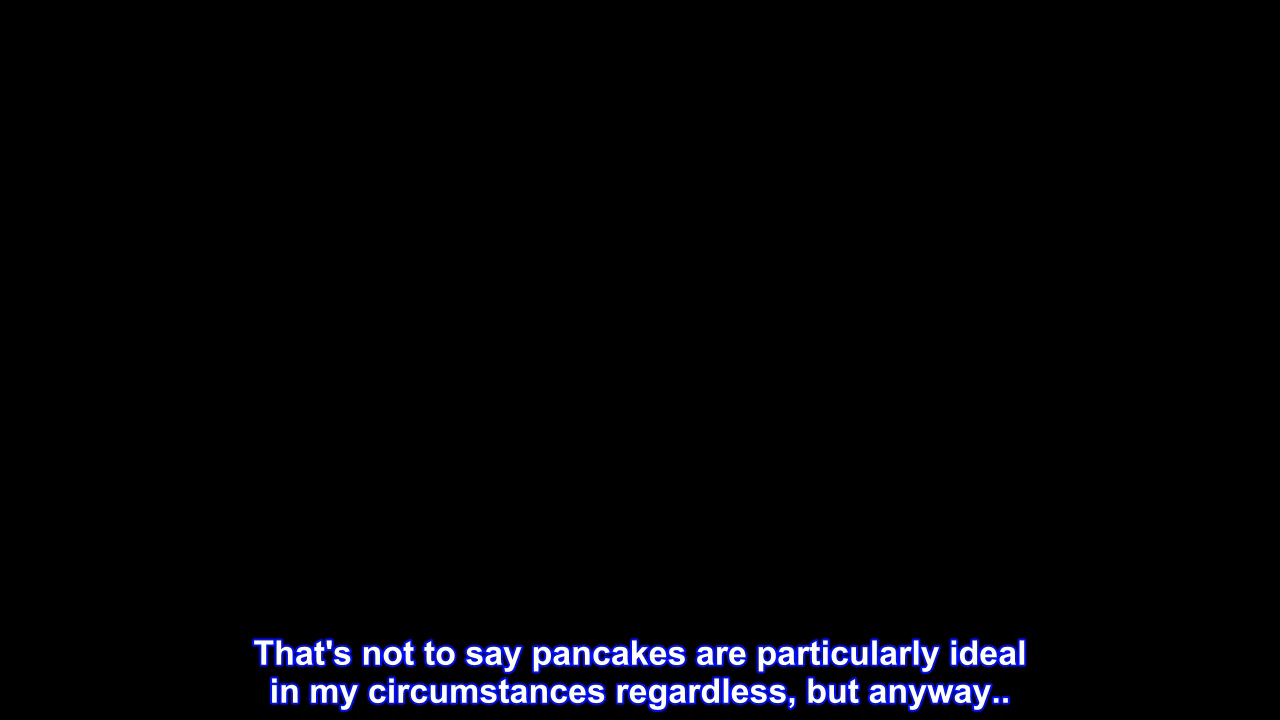 That's not to say pancakes are particularly ideal
in my circumstances regardless, but anyway..